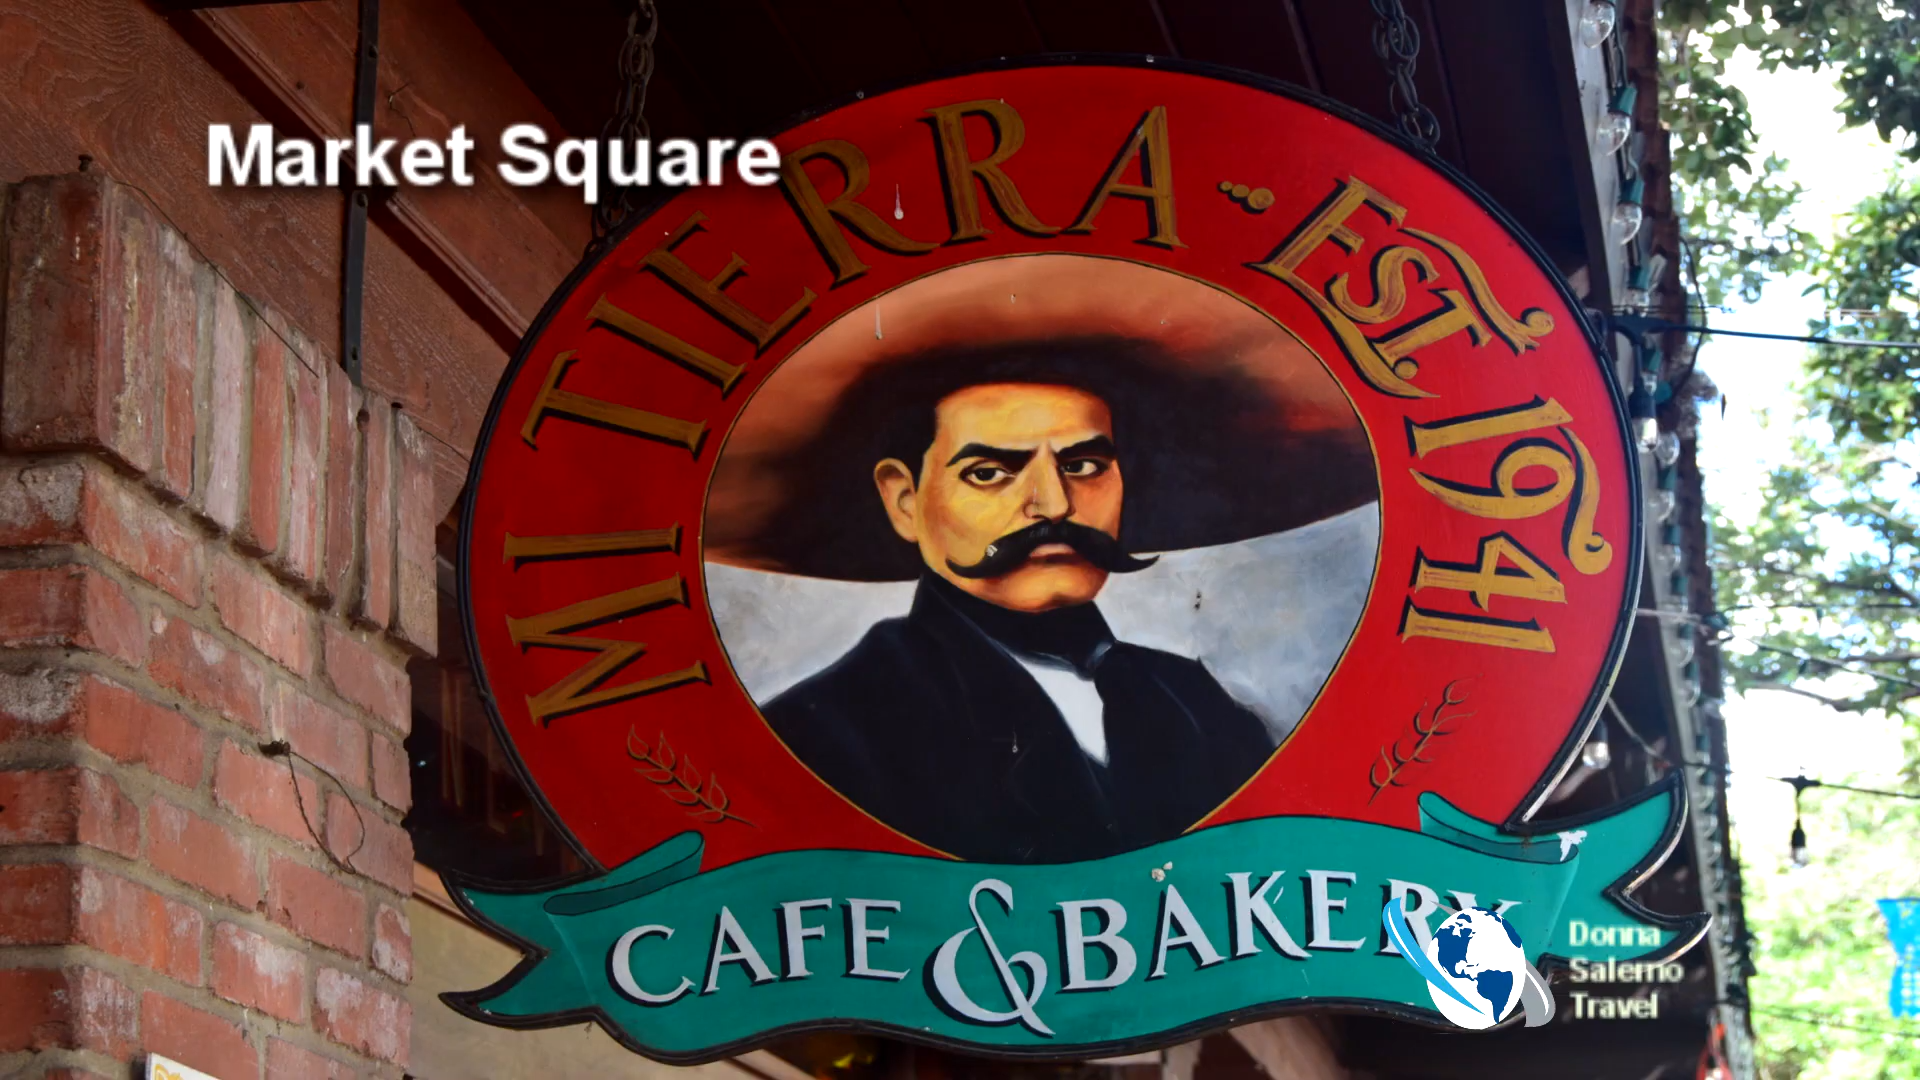 Market Square
MI TIERRA... EST. 1941
CAFE & BAKERY
Donna
Salerno
Travel